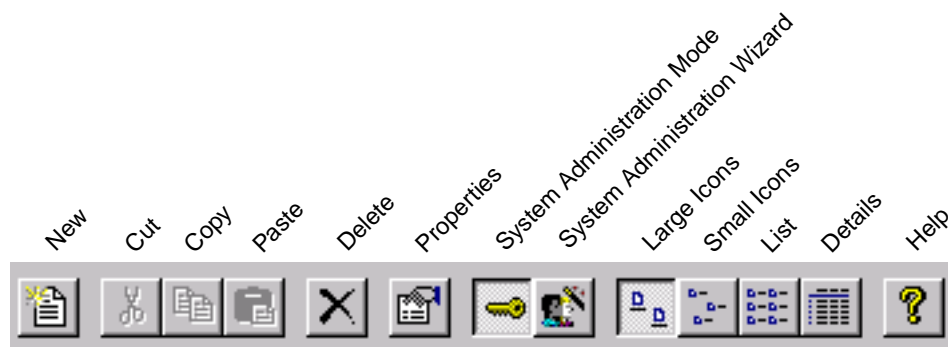 New
Cut
Copy
Paste
Delete
Properties
System Administration Mode
System Administration Wizard
Large Icons
Small Icons
List
Details
Help